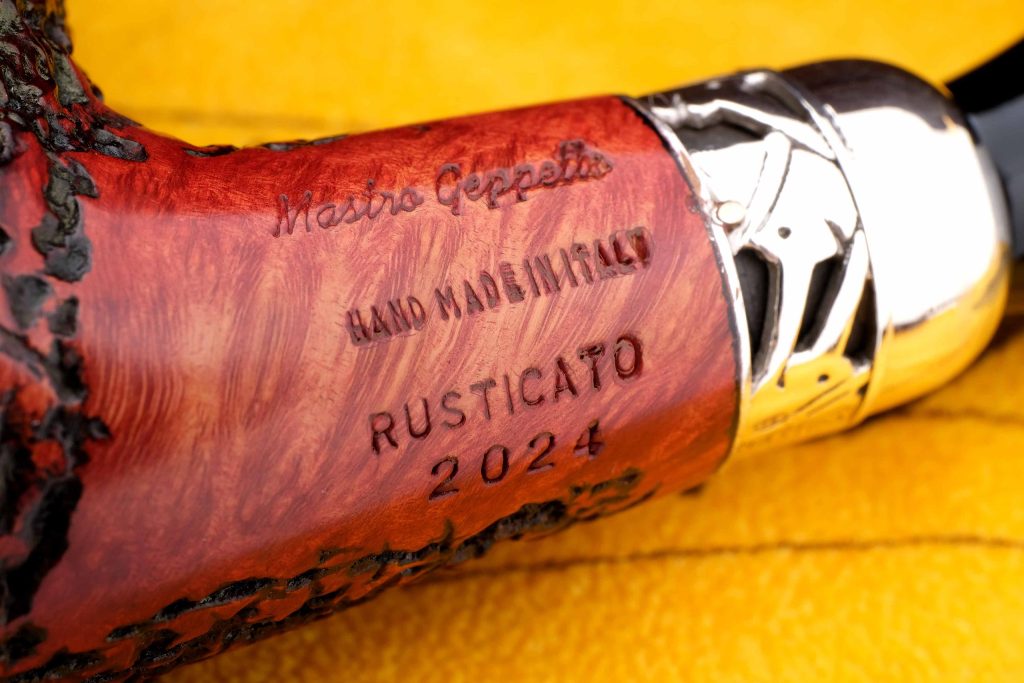 Mastro Geppetto
HAND MADE IN ITALY
RUSTICATO
2024